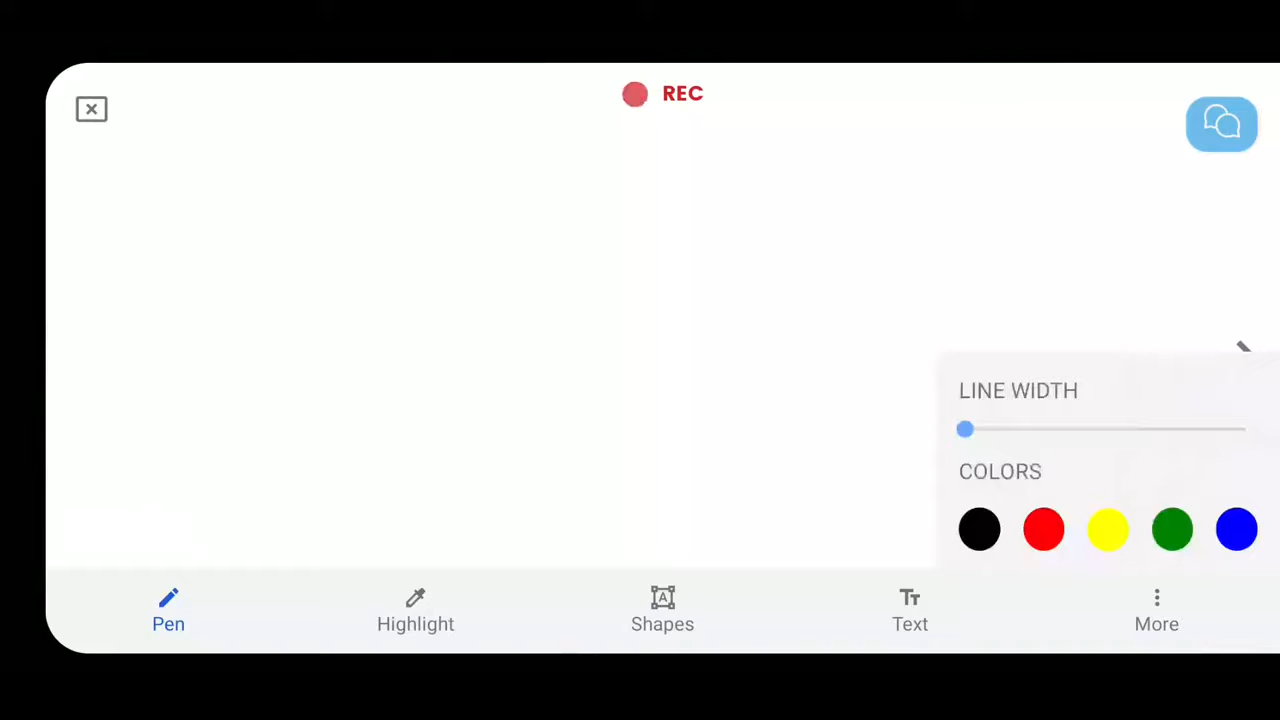 REC
LINE WIDTH
COLORS
Pen
Highlight
Shapes
Text
More